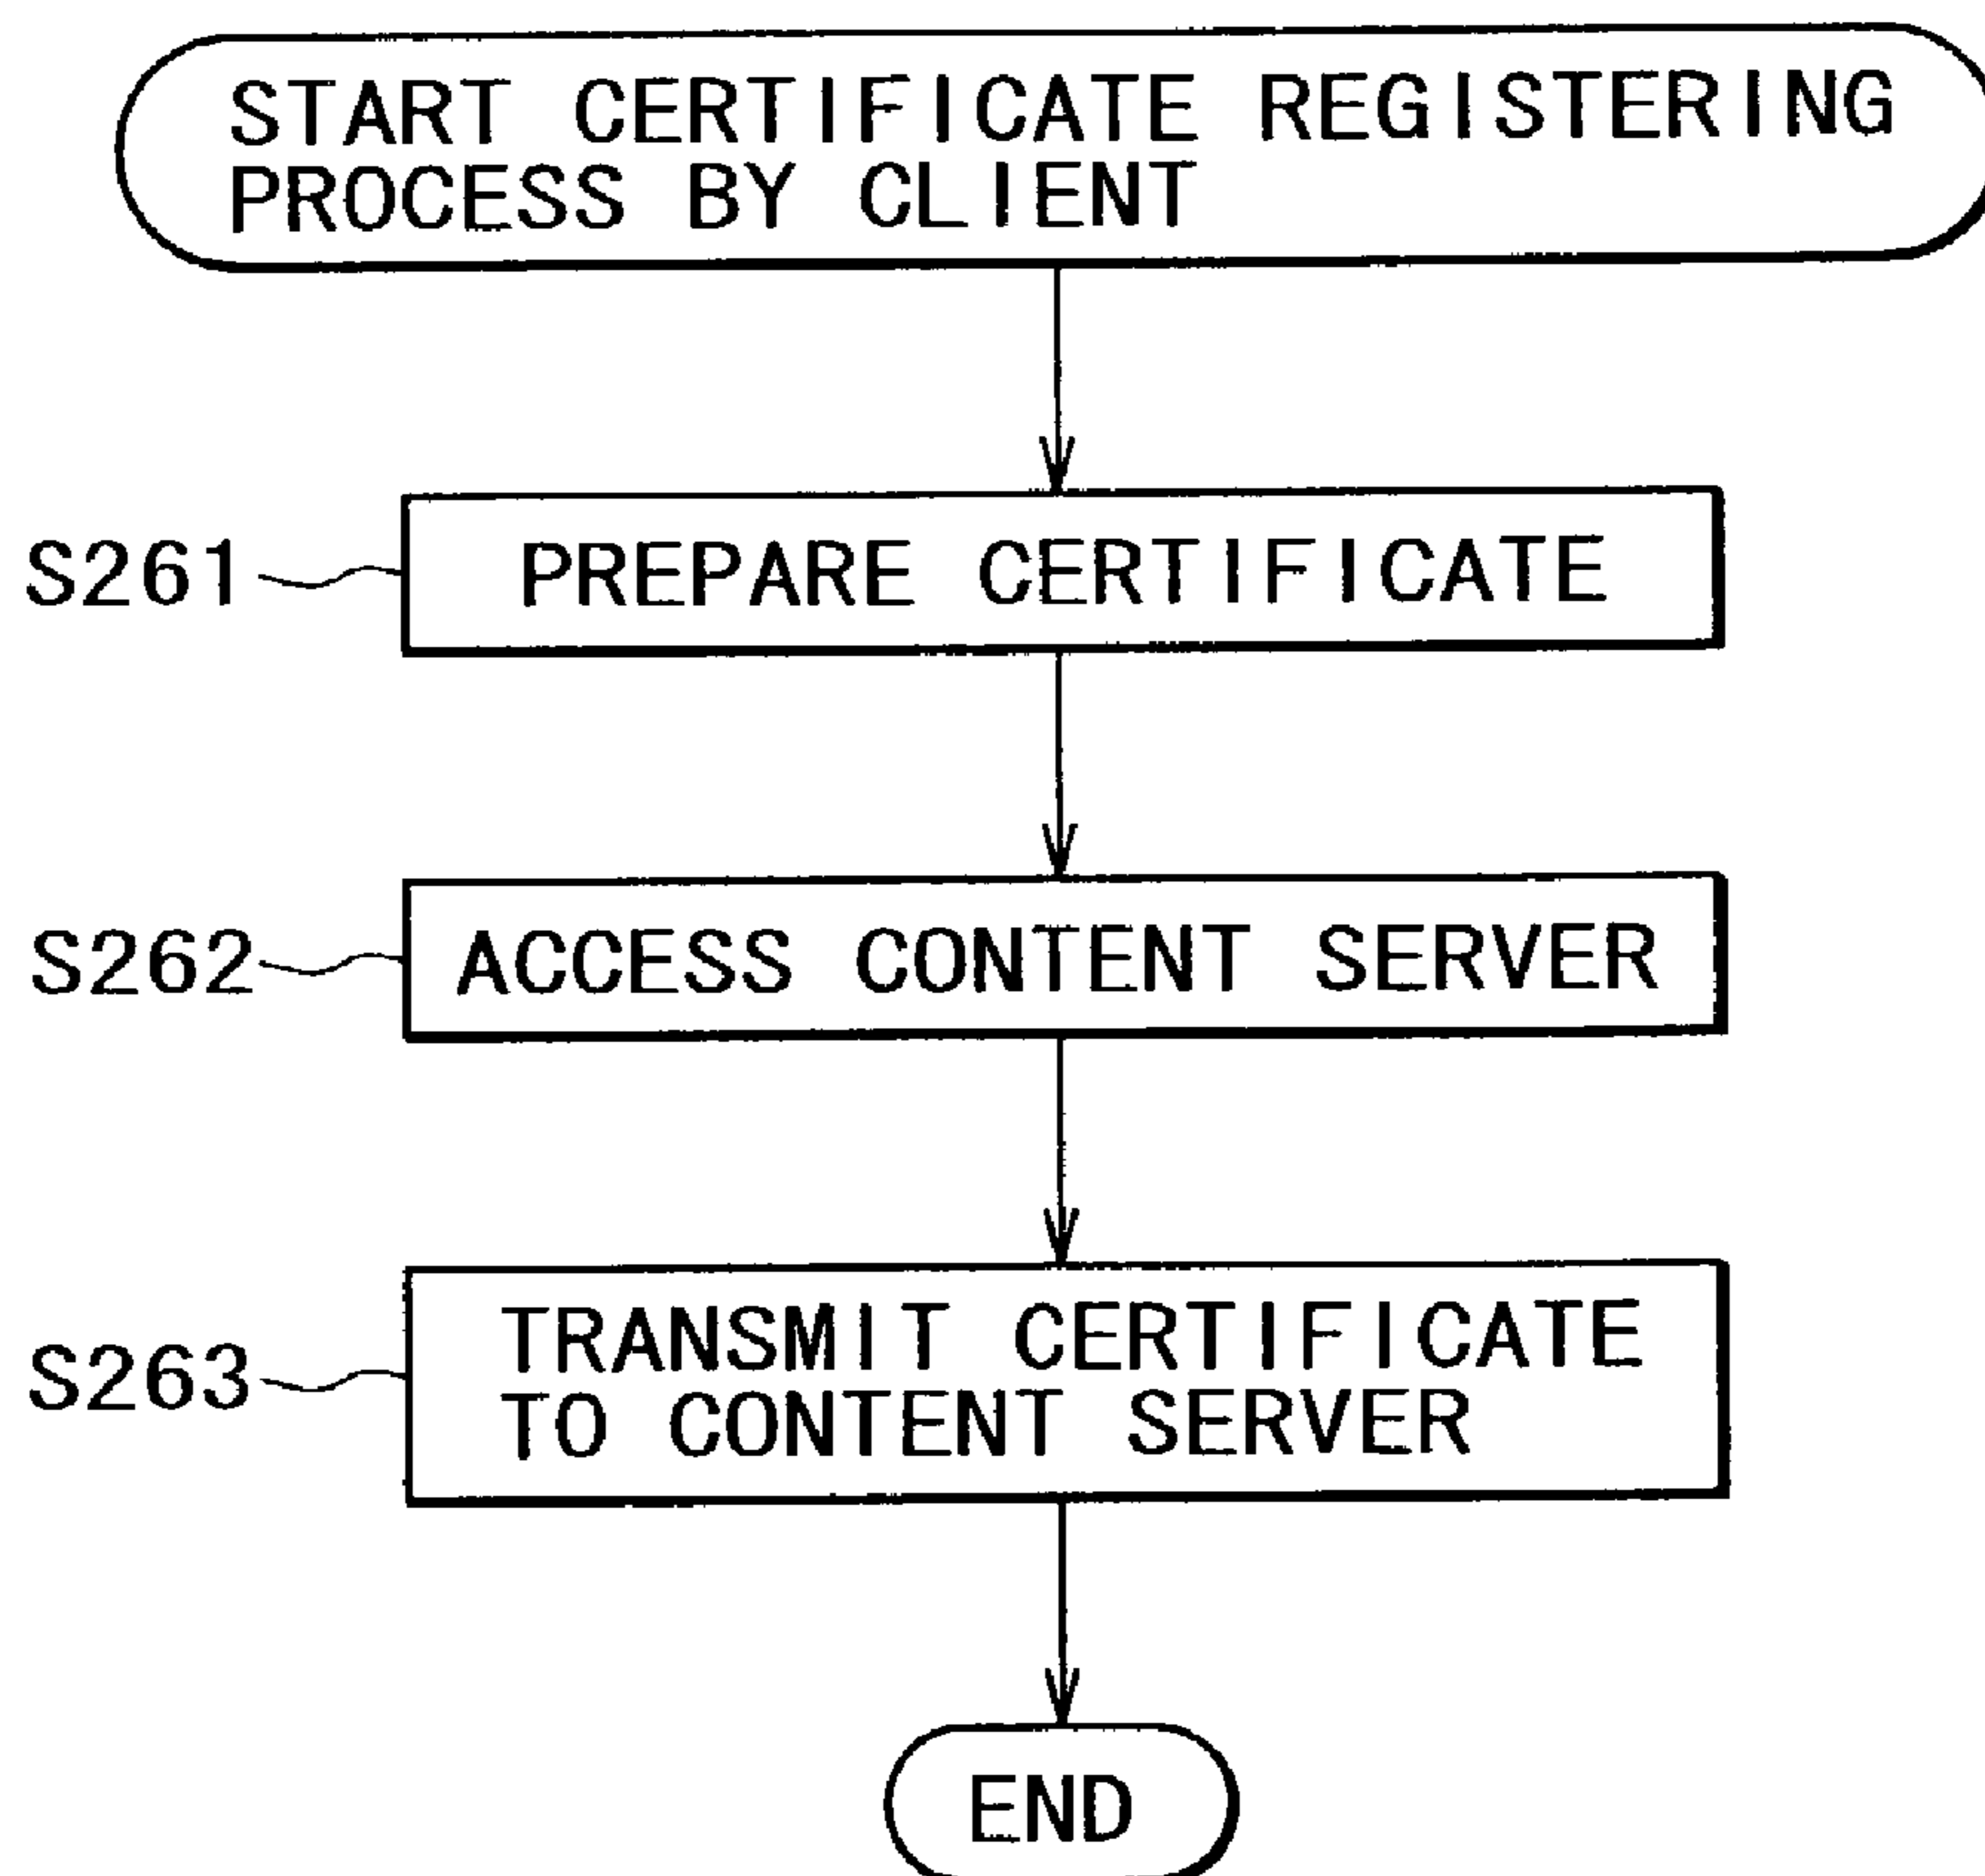 START CERTIFICATE REGISTERING
PROCESS BY CLIENT
S261
PREPARE CERTIFICATE
S262
ACCESS CONTENT SERVER
S263
TRANSMIT CERTIFICATE
TO CONTENT SERVER
END